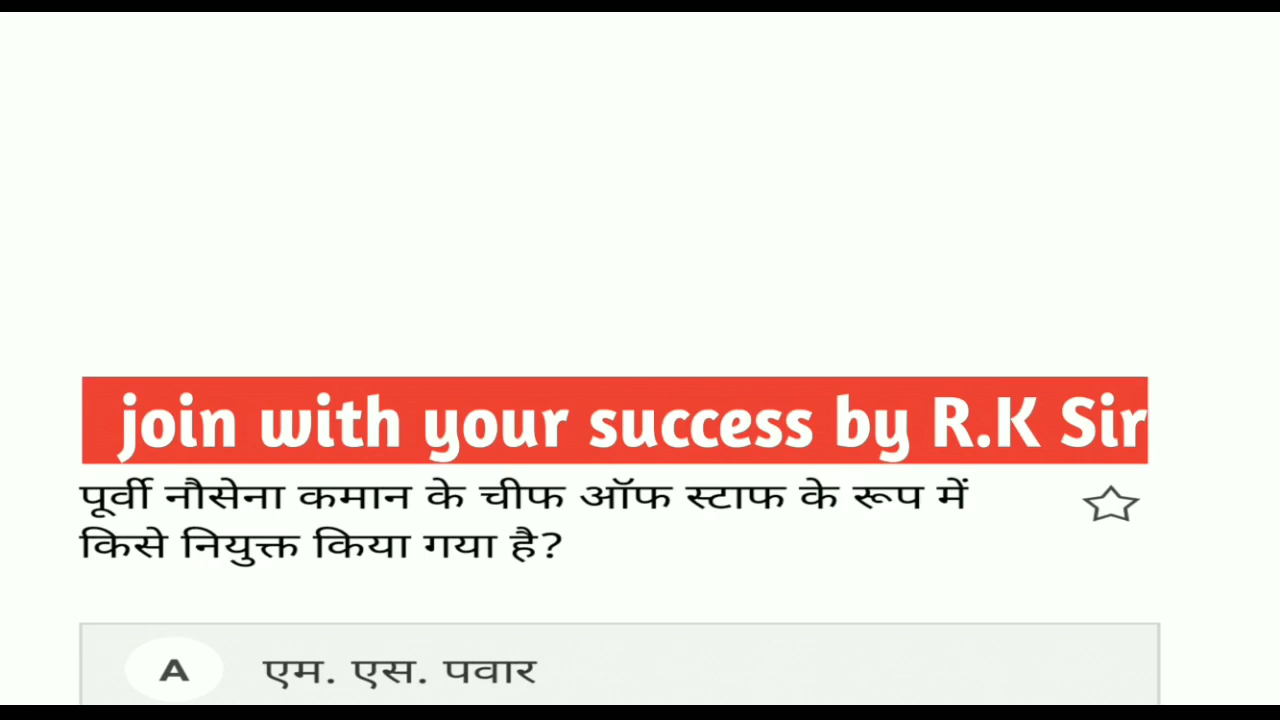 join with your success by R.K Sir
पूर्वी नौसेना कमान के चीफ ऑफ स्टाफ के रूप में
किसे नियुक्त किया गया है?
A एम. एस. पवार